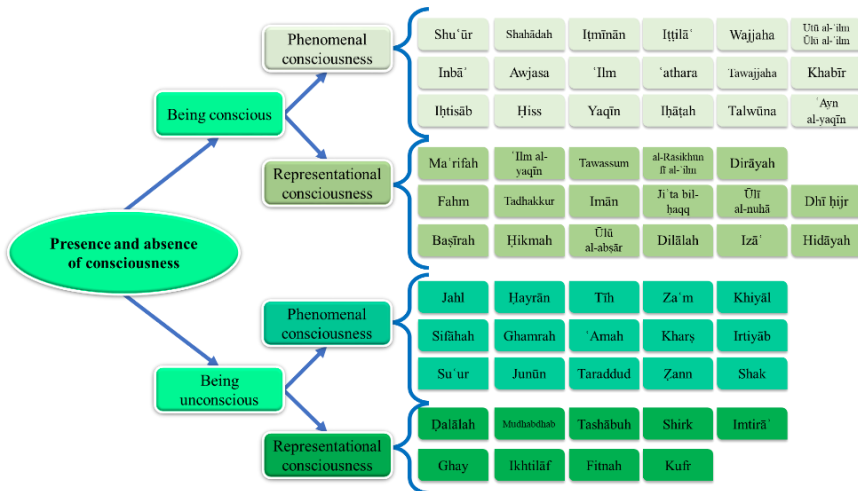 Phenomenal
consciousness
Shuʿūr
Shahādah
Iṭmīnān
Iṭṭilāʿ
Wajjaha
Ūtū al-ʿilm
Ūlū al-ʿilm
Inbāʾ
Awjasa
ʿIlm
ʿathara
Tawajjaha
Khabīr
Iḥtisāb
Ḥiss
Yaqīn
Iḥāṭah
Talwūna
ʿAyn
al-yaqīn
Being conscious
Representational
consciousness
Maʿrifah
ʿIlm al-
yaqīn
Tawassum
al-Rasikhun
fī al-ʿilm
Dirāyah
Fahm
Tadhakkur
Imān
Jiʾta bil-
ḥaqq
Ūlī
al-nuhā
Dhī ḥijr
Baṣīrah
Ḥikmah
Ūlū
al-abṣār
Dilālah
Izāʾ
Hidāyah
Presence and absence
of consciousness
Phenomenal
consciousness
Jahl
Ḥayrān
Tīh
Zaʿm
Khiyāl
Sifāhah
Ghamrah
ʿAmah
Kharṣ
Irtiyāb
Suʿur
Junūn
Taraddud
Ẓann
Shak
Being
unconscious
Representational
consciousness
Ḍalālah
Mudhabdhab
Tashābuh
Shirk
Imtirāʾ
Ghay
Ikhtilāf
Fitnah
Kufr